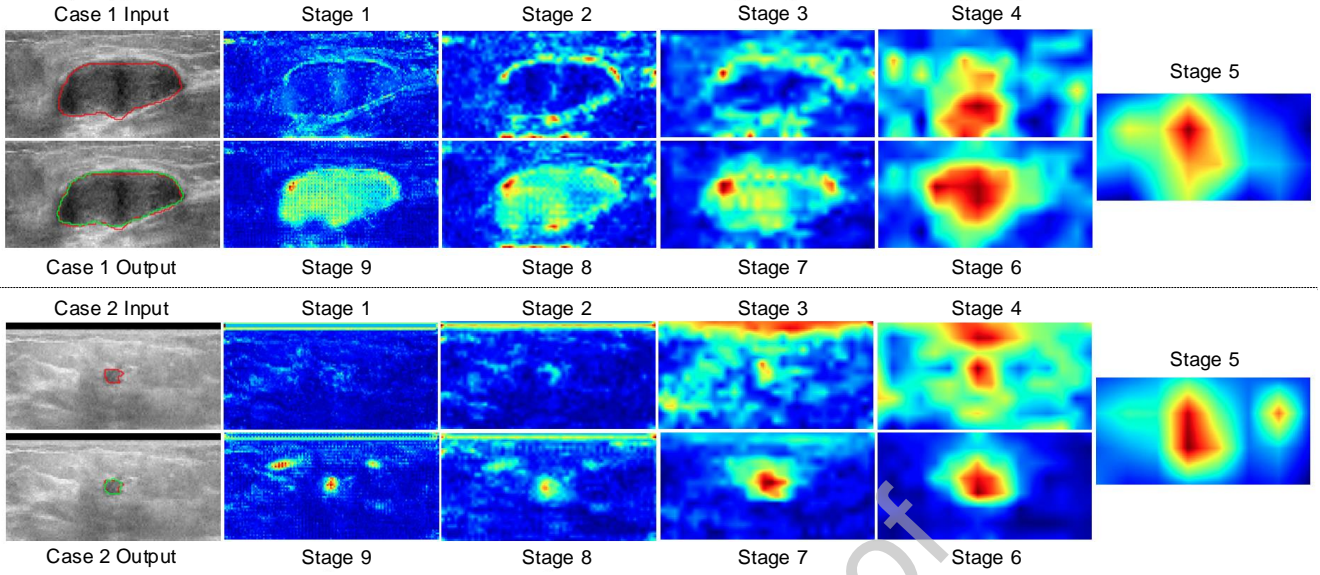 Case 1 Input Stage 1 Stage 2 Stage 3 Stage 4
Stage 5
Case 1 Output Stage 9 Stage 8 Stage 7 Stage 6
Case 2 Input Stage 1 Stage 2 Stage 3 Stage 4
Stage 5
Case 2 Output Stage 9 Stage 8 Stage 7 Stage 6
of